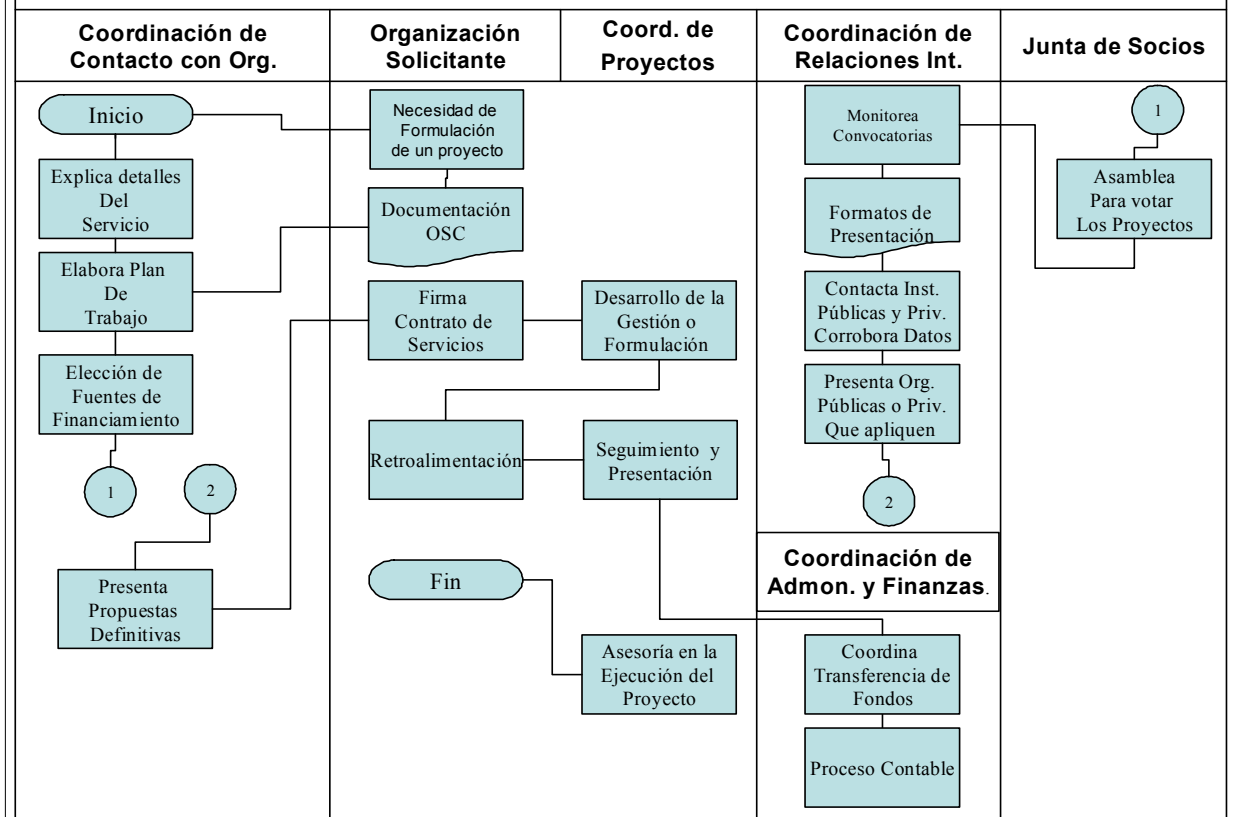 Coordinación de
Contacto con Org.
Organización
Solicitante
Coord. de
Proyectos
Coordinación de
Relaciones Int.
Junta de Socios
Inicio
Explica detalles
Del
Servicio
Elabora Plan
De
Trabajo
Elección de
Fuentes de
Financiamiento
1
2
Presenta
Propuestas
Definitivas
Necesidad de
Formulación
de un proyecto
Documentación
OSC
Firma
Contrato de
Servicios
Retroalimentación
Fin
Desarrollo de la
Gestión o
Formulación
Seguimiento y
Presentación
Asesoría en la
Ejecución del
Proyecto
Monitorea
Convocatorias
Formatos de
Presentación
Contacta Inst.
Públicas y Priv.
Corrobora Datos
Presenta Org.
Públicas o Priv.
Que apliquen
2
Coordinación de
Admon. y Finanzas.
Coordina
Transferencia de
Fondos
Proceso Contable
1
Asamblea
Para votar
Los Proyectos